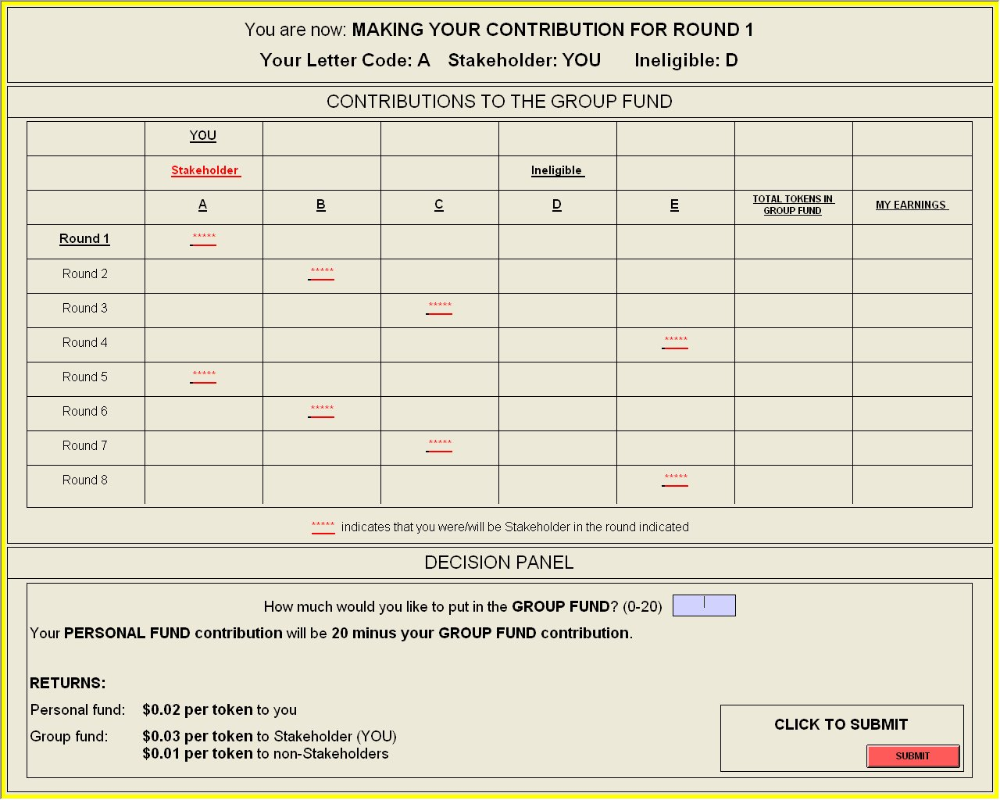 You are now: MAKING YOUR CONTRIBUTION FOR ROUND 1
Your Letter Code: A Stakeholder: YOU Ineligible: D
CONTRIBUTIONS TO THE GROUP FUND
YOU
Stakeholder Ineligible
A B C D E TOTAL TOKENS IN GROUP FUND MY EARNINGS
Round 1 *****
Round 2 *****
Round 3 *****
Round 4 *****
Round 5 *****
Round 6 *****
Round 7 *****
Round 8 *****
***** indicates that you were/will be Stakeholder in the round indicated
DECISION PANEL
How much would you like to put in the GROUP FUND? (0-20)
Your PERSONAL FUND contribution will be 20 minus your GROUP FUND contribution.
RETURNS:
Personal fund: $0.02 per token to you
Group fund: $0.03 per token to Stakeholder (YOU)
$0.01 per token to non-Stakeholders
CLICK TO SUBMIT
SUBMIT